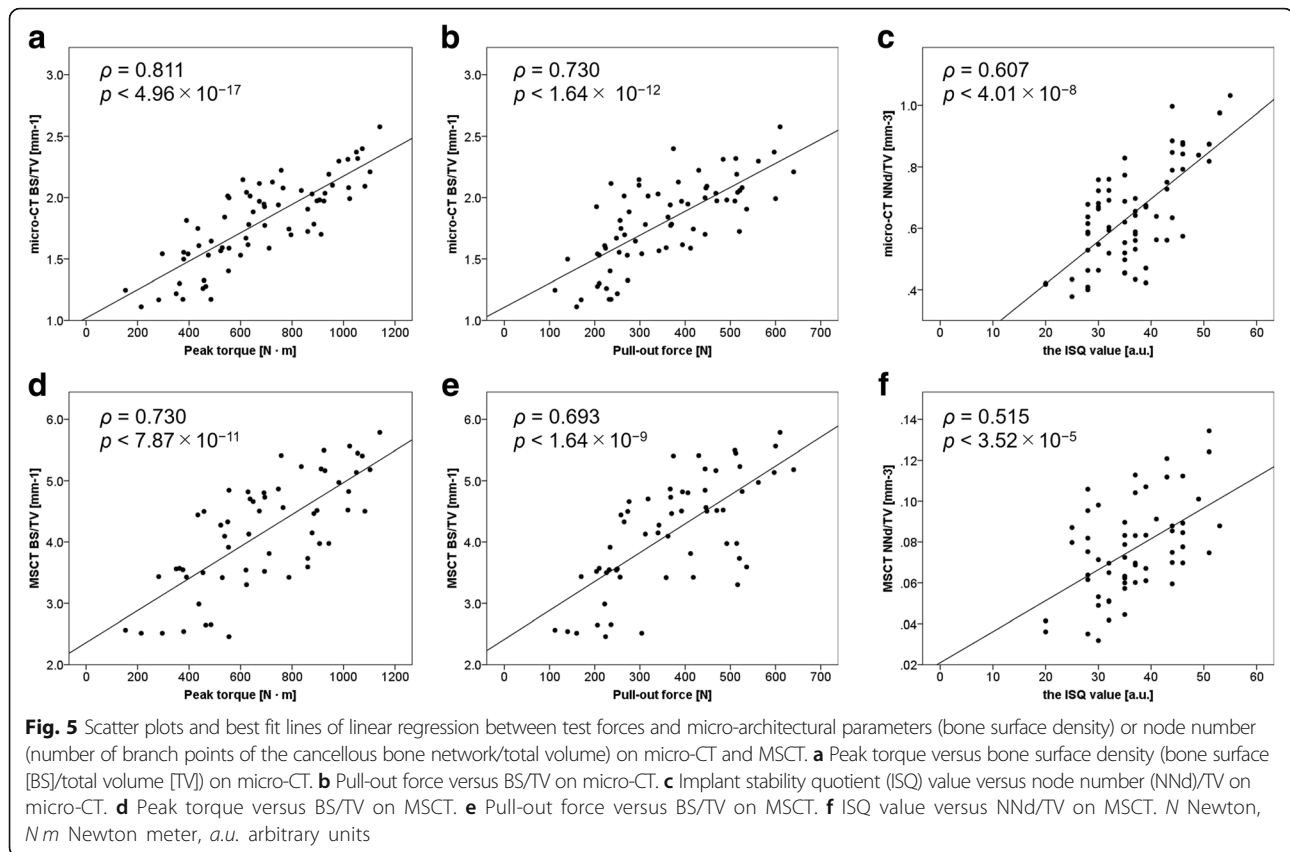 a
ρ = 0.811
p < 4.96 × 10⁻¹⁷
micro-CT BS/TV [mm-1]
3.0
2.5
2.0
1.5
1.0
0 200 400 600 800 1000 1200
Peak torque [N · m]
b
ρ = 0.730
p < 1.64 × 10⁻¹²
micro-CT BS/TV [mm-1]
3.0
2.5
2.0
1.5
1.0
0 100 200 300 400 500 600 700
Pull-out force [N]
c
ρ = 0.607
p < 4.01 × 10⁻⁸
micro-CT NNd/TV [mm-3]
1.0
.8
.6
.4
0 10 20 30 40 50 60
the ISQ value [a.u.]
d
ρ = 0.730
p < 7.87 × 10⁻¹¹
MSCT BS/TV [mm-1]
6.0
5.0
4.0
3.0
2.0
0 200 400 600 800 1000 1200
Peak torque [N · m]
e
ρ = 0.693
p < 1.64 × 10⁻⁹
MSCT BS/TV [mm-1]
6.0
5.0
4.0
3.0
2.0
0 100 200 300 400 500 600 700
Pull-out force [N]
f
ρ = 0.515
p < 3.52 × 10⁻⁵
MSCT NNd/TV [mm-3]
.14
.12
.10
.08
.06
.04
.02
0 10 20 30 40 50 60
the ISQ value [a.u.]
Fig. 5 Scatter plots and best fit lines of linear regression between test forces and micro-architectural parameters (bone surface density) or node number
(number of branch points of the cancellous bone network/total volume) on micro-CT and MSCT. a Peak torque versus bone surface density (bone surface
[BS]/total volume [TV]) on micro-CT. b Pull-out force versus BS/TV on micro-CT. c Implant stability quotient (ISQ) value versus node number (NNd)/TV on
micro-CT. d Peak torque versus BS/TV on MSCT. e Pull-out force versus BS/TV on MSCT. f ISQ value versus NNd/TV on MSCT. N Newton,
N m Newton meter, a.u. arbitrary units